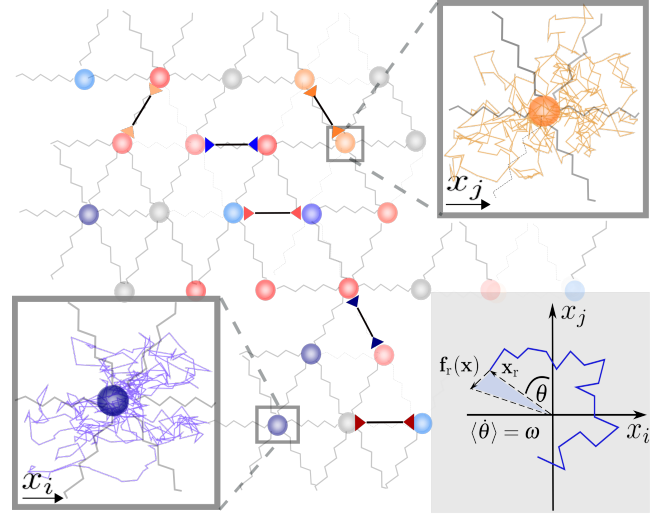 x_j
x_i
x_j
f_r(x)
x_r
θ
x_i
⟨θ̇⟩ = ω